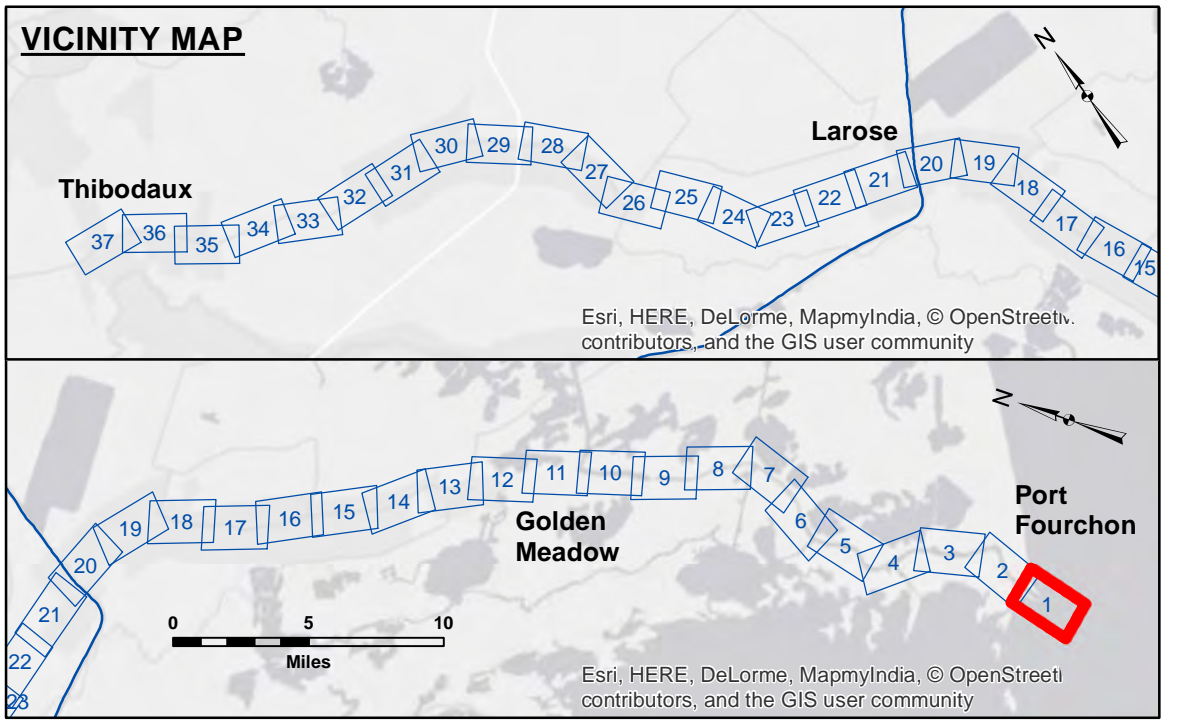 VICINITY MAP
N
Larose
Thibodaux
37 36 35 34 33 32 31 30 29 28 27 26 25 24 23 22 21 20 19 18 17 16 15
Esri, HERE, DeLorme, MapmyIndia, ©
contributors, and the GIS user community
N
23 22 21 20 19 18 17 16 15 14 13 12 11 10 9 8 7 6 5 4 3 2 1
Port
Fourchon
Golden
Meadow
0 5 10
Miles
Esri, HERE, DeLorme, MapmyIndia, ©
contributors, and the GIS user community